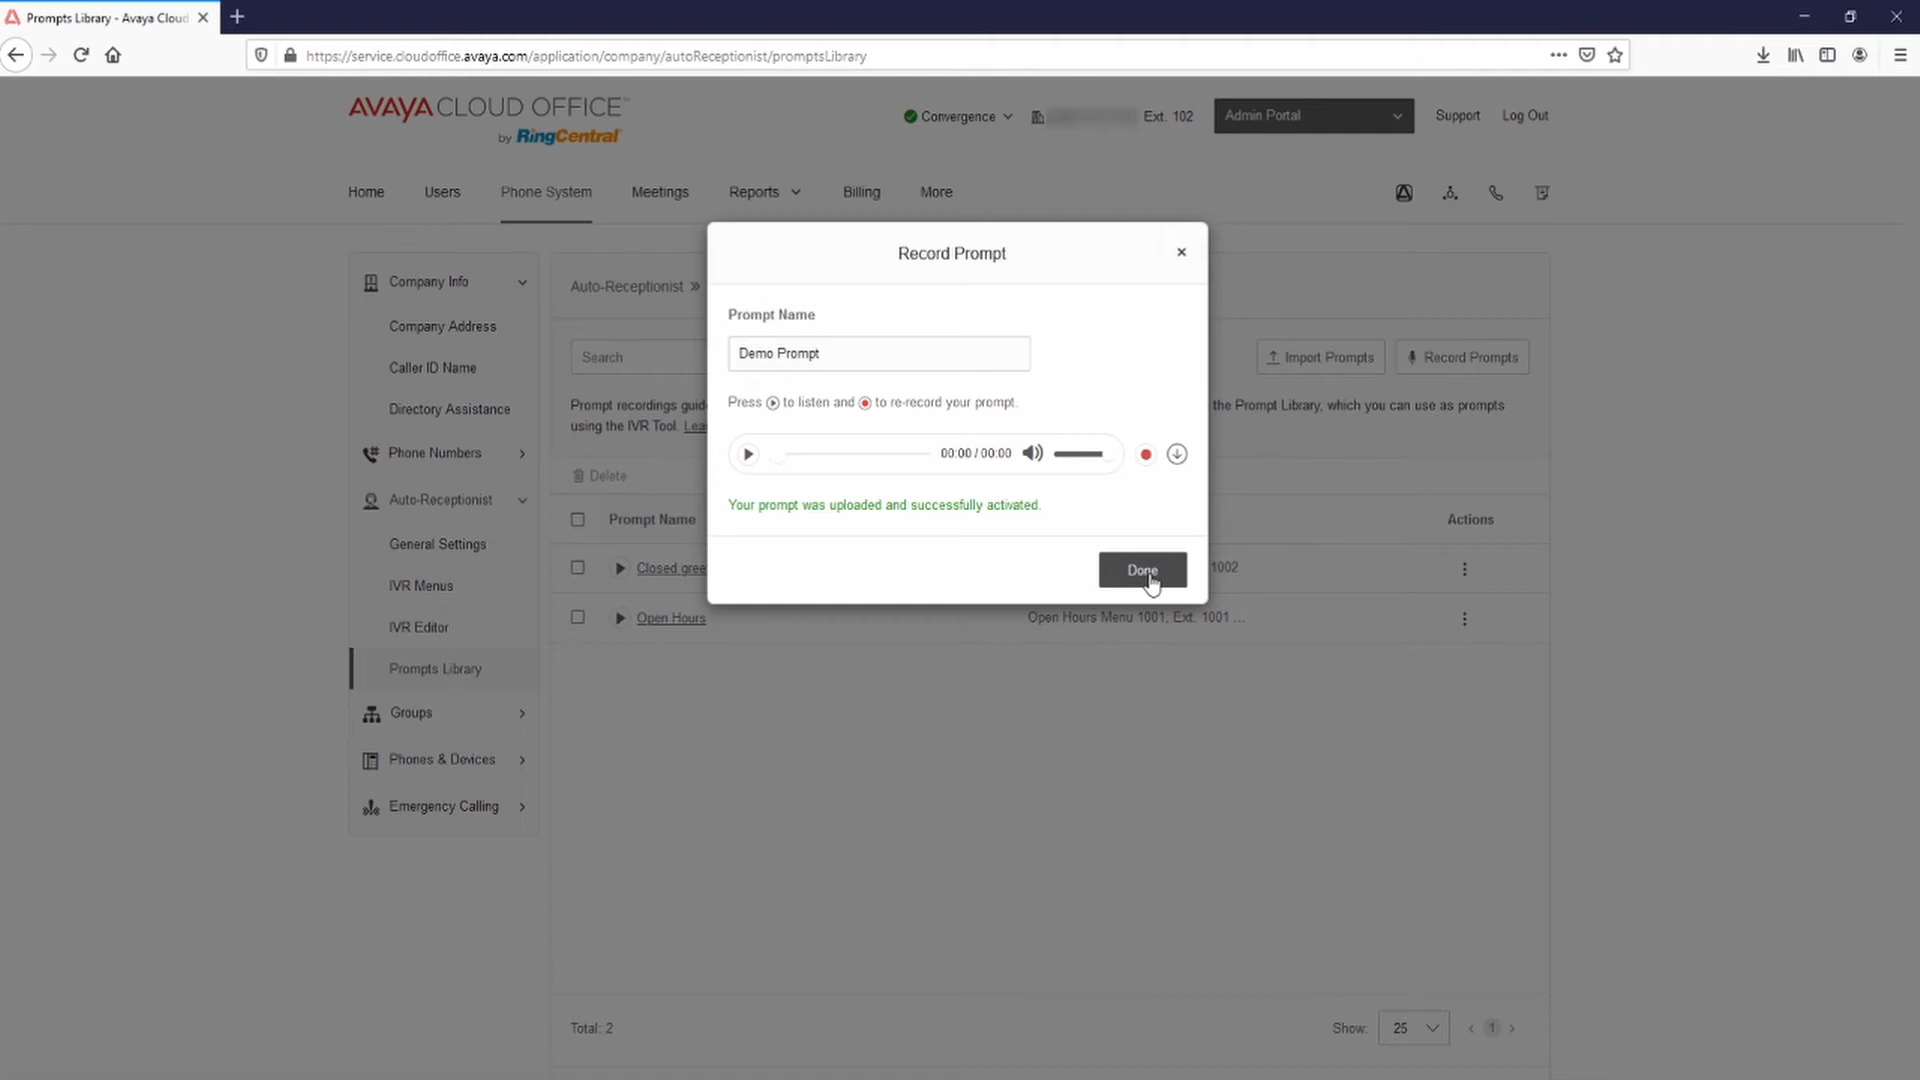 Prompts Library - Avaya Cloud
https://service.cloudoffice.avaya.com/application/company/autoReceptionist/promptsLibrary
AVAYA CLOUD OFFICE™
by RingCentral
Convergence
Ext. 102
Admin Portal
Support
Log Out
Home
Users
Phone System
Meetings
Reports
Billing
More
Record Prompt
Company Info
Company Address
Caller ID Name
Directory Assistance
Phone Numbers
Auto-Receptionist
General Settings
IVR Menus
IVR Editor
Prompts Library
Groups
Phones & Devices
Emergency Calling
Auto-Receptionist »
Search
Import Prompts
Record Prompts
Prompt recordings
the Prompt Library, which you can use as prompts
using the IVR Tool.
Delete
Prompt Name
Actions
Closed
1002
Open Hours
Open Hours Menu 1001, Ext. 1001 ...
Prompt Name
Demo Prompt
Press to listen and to re-record your prompt.
00:00 / 00:00
Your prompt was uploaded and successfully activated.
Done
Total: 2
Show:
25
1